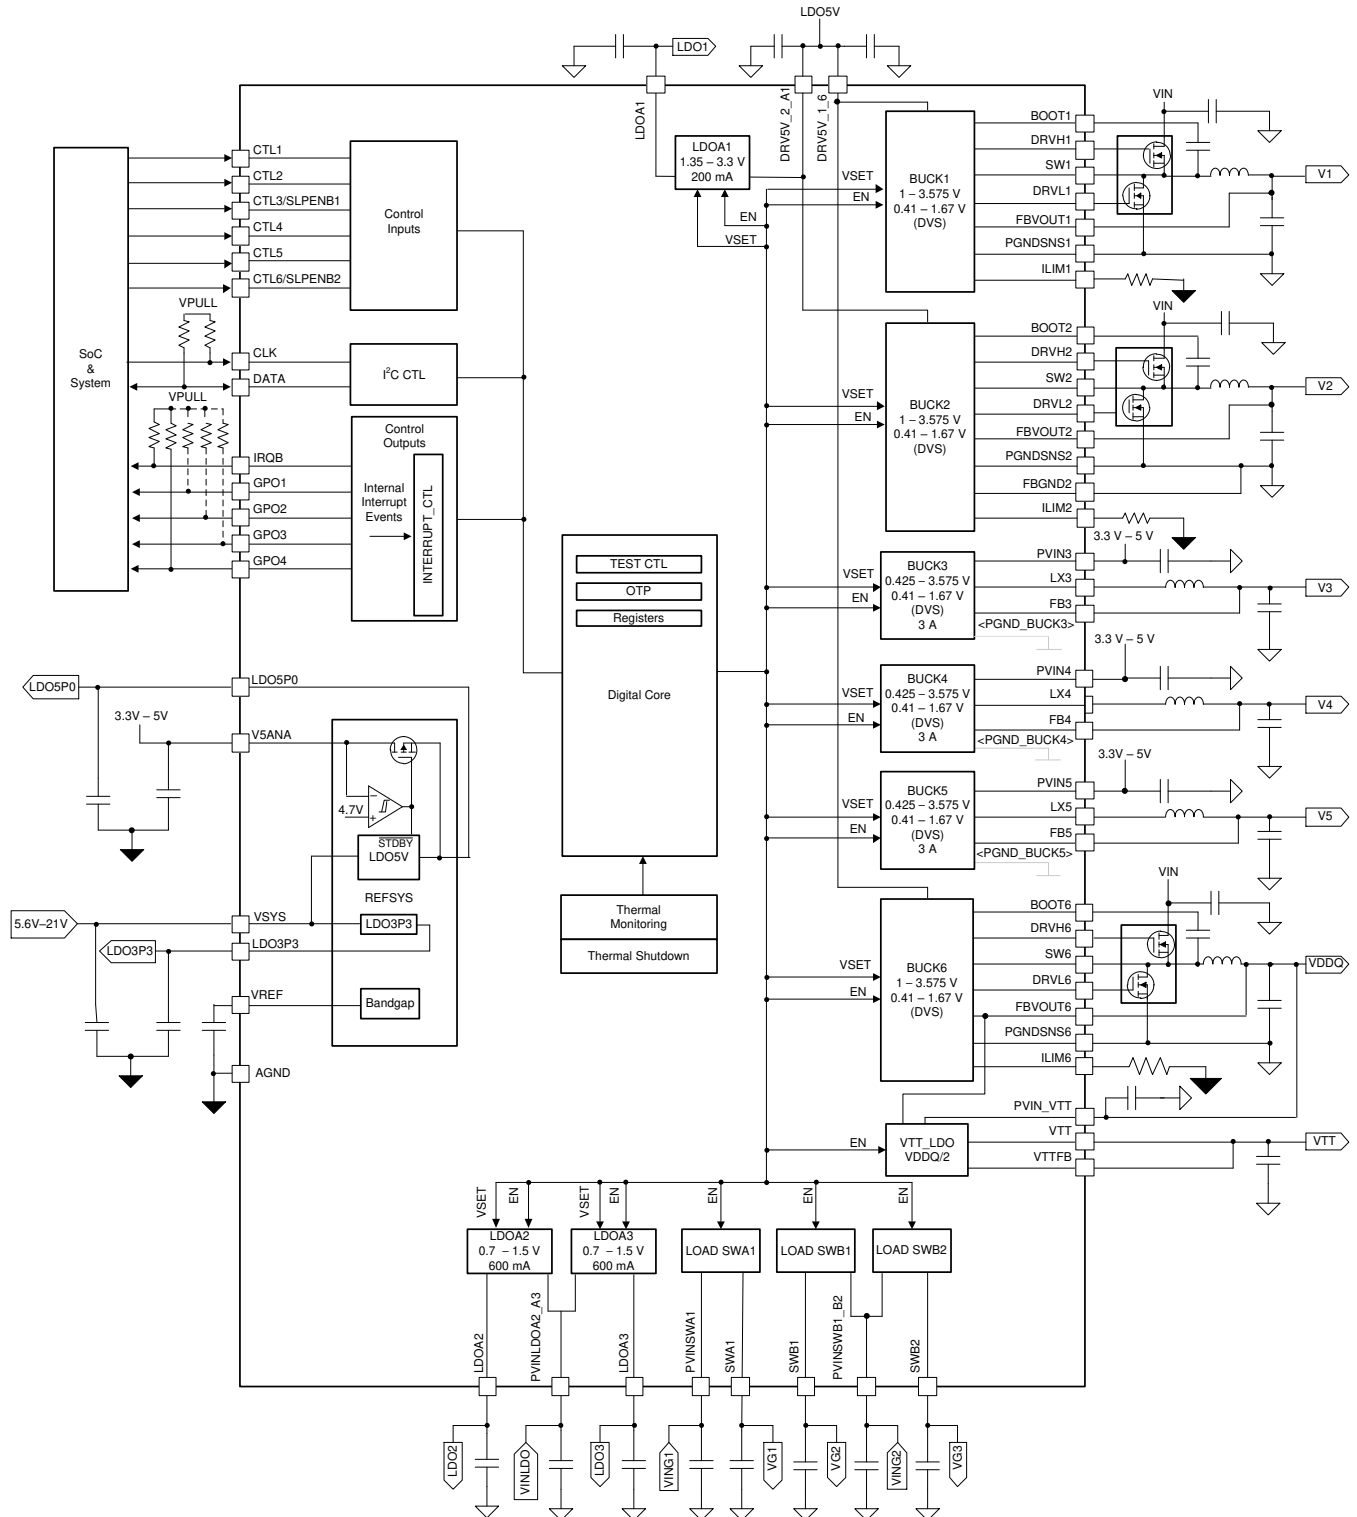 LDO5V
LDO1
LDOA1
DRV5V_2_A1
DRV5V_1_6
SoC
&
System
CTL1
CTL2
CTL3/SLPENB1
CTL4
CTL5
CTL6/SLPENB2
Control
Inputs
VPULL
CLK
DATA
I²C CTL
VPULL
IRQB
GPO1
GPO2
GPO3
GPO4
Control
Outputs
Internal
Interrupt
Events
INTERRUPT_CTL
LDOA1
1.35 – 3.3 V
200 mA
EN
VSET
VSET
EN
BUCK1
1 – 3.575 V
0.41 – 1.67 V
(DVS)
BOOT1
DRVH1
SW1
DRVL1
FBVOUT1
PGNDSNS1
ILIM1
VIN
V1
VSET
EN
BUCK2
1 – 3.575 V
0.41 – 1.67 V
(DVS)
BOOT2
DRVH2
SW2
DRVL2
FBVOUT2
PGNDSNS2
FBGND2
ILIM2
VIN
V2
VSET
EN
BUCK3
0.425 – 3.575 V
0.41 – 1.67 V
(DVS)
3 A
PVIN3
LX3
FB3
<PGND_BUCK3>
3.3 V – 5 V
V3
VSET
EN
BUCK4
0.425 – 3.575 V
0.41 – 1.67 V
(DVS)
3 A
PVIN4
LX4
FB4
<PGND_BUCK4>
3.3 V – 5 V
V4
VSET
EN
BUCK5
0.425 – 3.575 V
0.41 – 1.67 V
(DVS)
3 A
PVIN5
LX5
FB5
<PGND_BUCK5>
3.3V – 5V
V5
VSET
EN
BUCK6
1 – 3.575 V
0.41 – 1.67 V
(DVS)
BOOT6
DRVH6
SW6
DRVL6
FBVOUT6
PGNDSNS6
ILIM6
VIN
VDDQ
EN
VTT_LDO
VDDQ/2
PVIN_VTT
VTT
VTTFB
VTT
TEST CTL
OTP
Registers
Digital Core
Thermal
Monitoring
Thermal Shutdown
LDO5P0
LDO5P0
3.3V – 5V
V5ANA
4.7V
−
+
STDBY
LDO5V
REFSYS
5.6V–21V
VSYS
LDO3P3
LDO3P3
LDO3P3
VREF
Bandgap
AGND
VSET
EN
LDOA2
0.7 – 1.5 V
600 mA
VSET
EN
LDOA3
0.7 – 1.5 V
600 mA
EN
LOAD SWA1
EN
LOAD SWB1
EN
LOAD SWB2
LDOA2
PVINLDOA2_A3
LDOA3
PVINSWA1
SWA1
SWB1
PVINSWB1_B2
SWB2
LDO2
VINLDO
LDO3
VING1
VG1
VG2
VING2
VG3